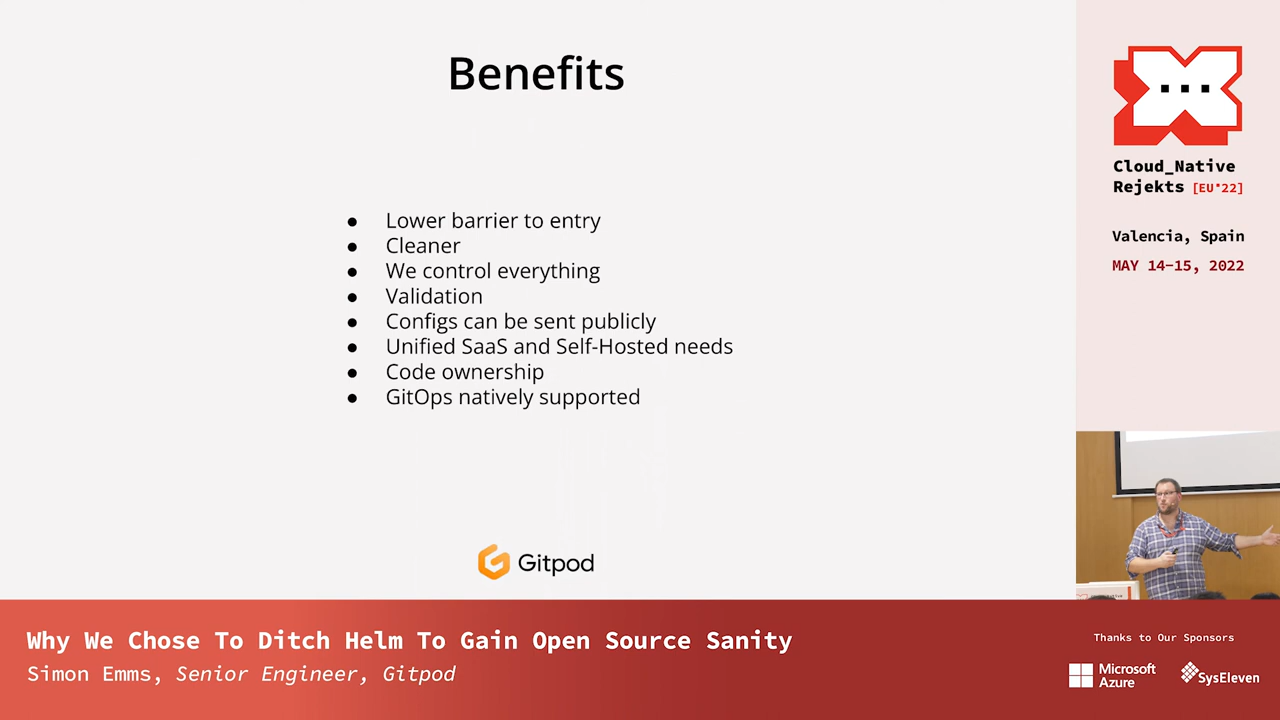 Benefits
● Lower barrier to entry
● Cleaner
● We control everything
● Validation
● Configs can be sent publicly
● Unified SaaS and Self-Hosted needs
● Code ownership
● GitOps natively supported
Gitpod
Cloud_Native
Rejekts [EU*22]
Valencia, Spain
MAY 14-15, 2022
Why We Chose To Ditch Helm To Gain Open Source Sanity
Simon Emms, Senior Engineer, Gitpod
Thanks to Our Sponsors
Microsoft
Azure
SysEleven